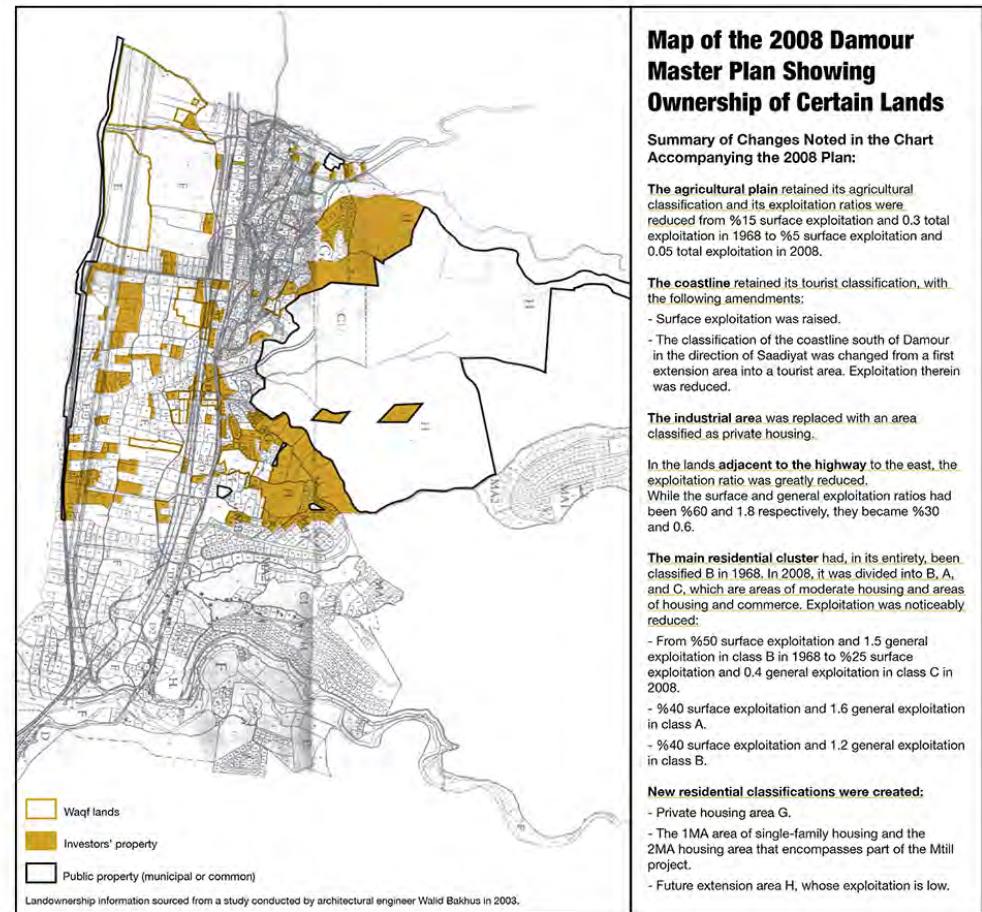 Map of the 2008 Damour
Master Plan Showing
Ownership of Certain Lands
Summary of Changes Noted in the Chart
Accompanying the 2008 Plan:
The agricultural plain retained its agricultural
classification and its exploitation ratios were
reduced from %15 surface exploitation and 0.3 total
exploitation in 1968 to %5 surface exploitation and
0.05 total exploitation in 2008.
The coastline retained its tourist classification, with
the following amendments:
- Surface exploitation was raised.
- The classification of the coastline south of Damour
in the direction of Saadiyat was changed from a first
extension area into a tourist area. Exploitation therein
was reduced.
The industrial area was replaced with an area
classified as private housing.
In the lands adjacent to the highway to the east, the
exploitation ratio was greatly reduced.
While the surface and general exploitation ratios had
been %60 and 1.8 respectively, they became %30
and 0.6.
The main residential cluster had, in its entirety, been
classified B in 1968. In 2008, it was divided into B, A,
and C, which are areas of moderate housing and areas
of housing and commerce. Exploitation was noticeably
reduced:
- From %50 surface exploitation and 1.5 general
exploitation in class B in 1968 to %25 surface
exploitation and 0.4 general exploitation in class C in
2008.
- %40 surface exploitation and 1.6 general exploitation
in class A.
- %40 surface exploitation and 1.2 general exploitation
in class B.
New residential classifications were created:
- Private housing area G.
- The 1MA area of single-family housing and the
2MA housing area that encompasses part of the Mtill
project.
- Future extension area H, whose exploitation is low.
E
F
H
C
H
H
H
F
H
F
D
Waqf lands
Investors' property
Public property (municipal or common)
Landownership information sourced from a study conducted by architectural engineer Walid Bakhus in 2003.